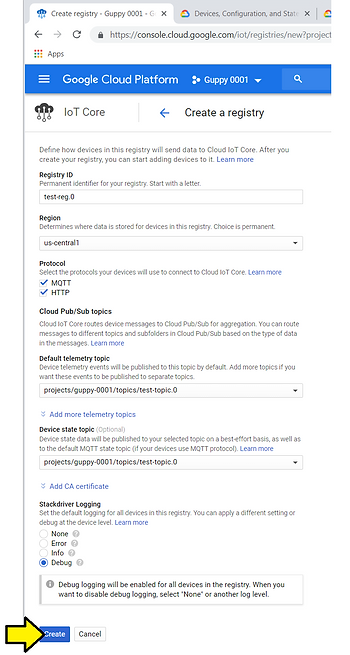 Create registry - Guppy 0001 - G
Devices, Configuration, and Stat
https://console.cloud.google.com/iot/registries/new?project
Apps
Google Cloud Platform
Guppy 0001
IoT Core
Create a registry
Define how devices in this registry will send data to Cloud IoT Core. After you
create your registry, you can start adding devices to it. Learn more
Registry ID
Permanent identifier for your registry. Start with a letter.
test-reg.0
Region
Determines where data is stored for devices in this registry. Choice is permanent.
us-central1
Protocol
Select the protocols your devices will use to connect to Cloud IoT Core. Learn more
MQTT
HTTP
Cloud Pub/Sub topics
Cloud IoT Core routes device messages to Cloud Pub/Sub for aggregation. You can route
messages to different topics and subfolders in Cloud Pub/Sub based on the type of data
in the messages. Learn more
Default telemetry topic
Device telemetry events will be published to this topic by default. Add more topics if you
want these events to be published to separate topics.
projects/guppy-0001/topics/test-topic.0
Add more telemetry topics
Device state topic (Optional)
Device state data will be published to your selected topic on a best-effort basis, as well as
to the default MQTT state topic (if your devices use MQTT protocol). Learn more
projects/guppy-0001/topics/test-topic.0
Add CA certificate
Stackdriver Logging
Set the default logging for all devices in this registry. You can apply a different setting or
debug at the device level. Learn more
None
Error
Info
Debug
Debug logging will be enabled for all devices in the registry. When you
want to disable debug logging, select "None" or another log level.
Create
Cancel